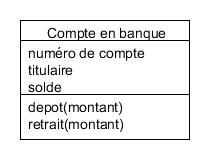 Compte en banque
numéro de compte
titulaire
solde
depot(montant)
retrait(montant)